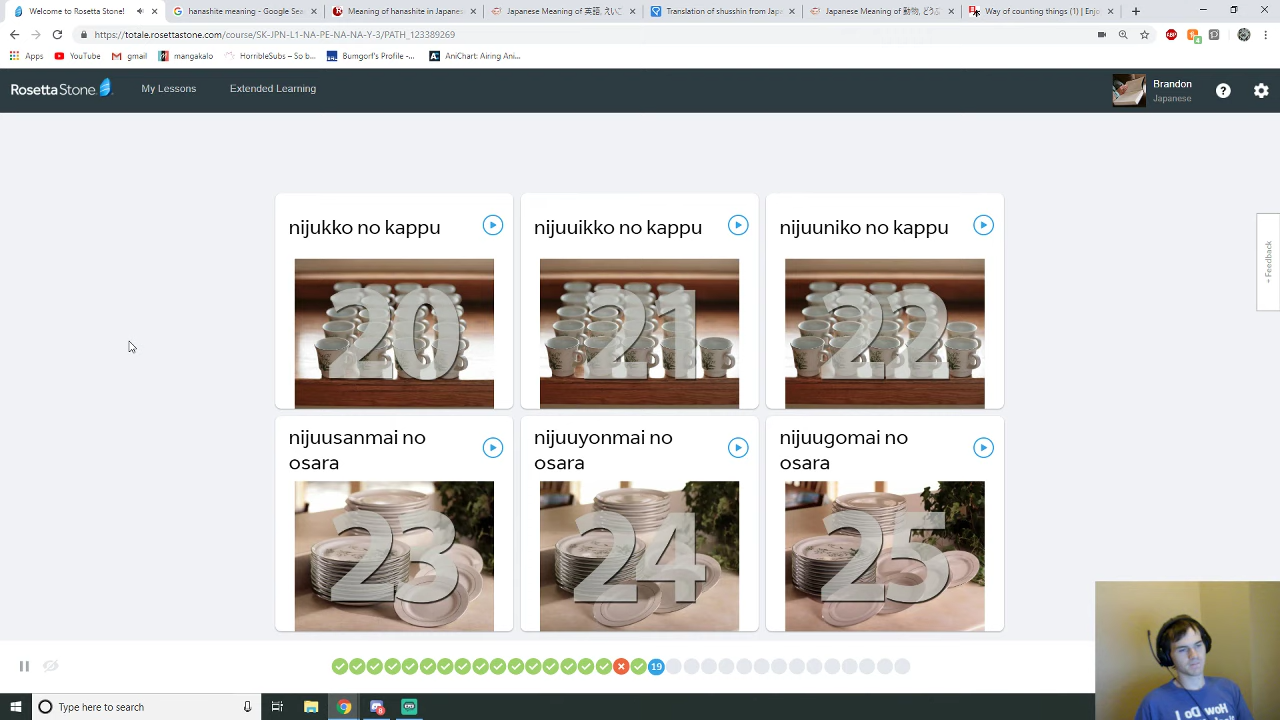 Welcome to Rosetta Stone!
hanashite meaning - Google Sea
Meaning of hanashite in Japanes
Japanese Meaning of 英語, えいご
Translation of shusshin from Jap
Japanese Meaning of 動物, どうぶ
Way of counting things (1) | Enjo
https://totale.rosettastone.com/course/SK-JPN-L1-NA-PE-NA-NA-Y-3/PATH_123389269
Apps
YouTube
gmail
mangakalo
HorribleSubs – So b...
Bumgorf's Profile -...
AniChart: Airing Ani...
RosettaStone
My Lessons
Extended Learning
Brandon
Japanese
nijukko no kappu
nijuuikko no kappu
nijuuniko no kappu
20
21
22
nijuusanmai no
osara
nijuuyonmai no
osara
nijuugomai no
osara
23
24
25
+ Feedback
19
How Do I
Type here to search